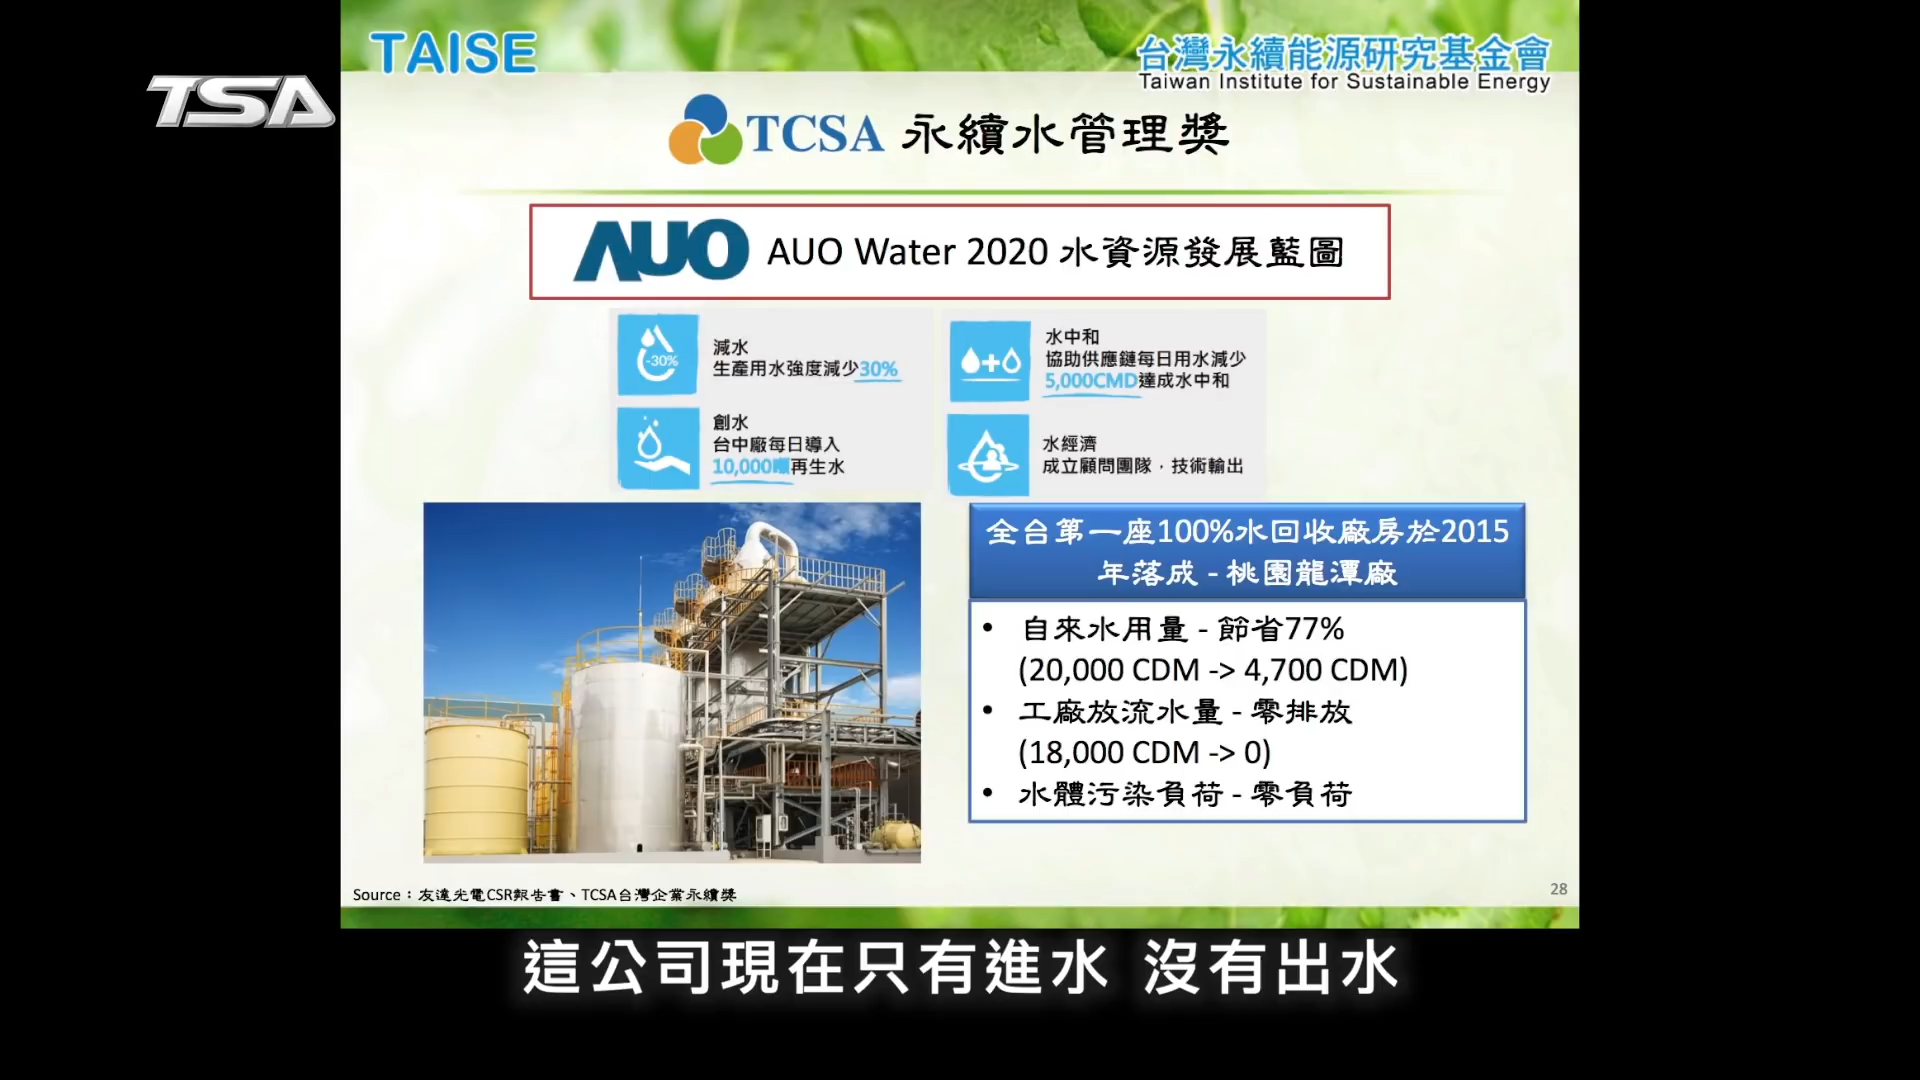 TAISE
台灣永續能源研究基金會
Taiwan Institute for Sustainable Energy
TSA
TCSA 永續水管理獎
AUO AUO Water 2020 水資源發展藍圖
-30%
減水
生產用水強度減少30%
水中和
協助供應鏈每日用水減少
5,000CMD達成水中和
創水
台中廠每日導入
10,000噸再生水
水經濟
成立顧問團隊，技術輸出
全台第一座100%水回收廠房於2015
年落成 - 桃園龍潭廠
• 自來水用量 - 節省77%
(20,000 CDM -> 4,700 CDM)
• 工廠放流水量 - 零排放
(18,000 CDM -> 0)
• 水體污染負荷 - 零負荷
Source：友達光電CSR報告書、TCSA台灣企業永續獎
28
這公司現在只有進水 沒有出水